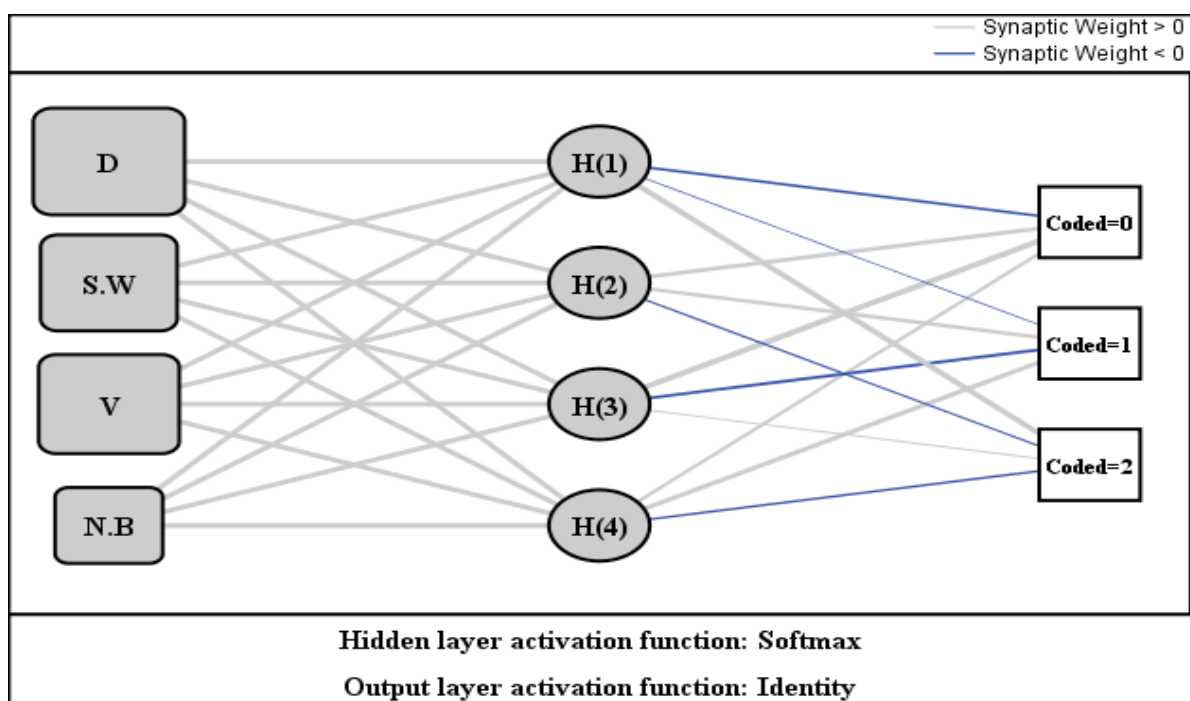 Synaptic Weight > 0
Synaptic Weight < 0
D
S.W
V
N.B
H(1)
H(2)
H(3)
H(4)
Coded=0
Coded=1
Coded=2
Hidden layer activation function: Softmax
Output layer activation function: Identity